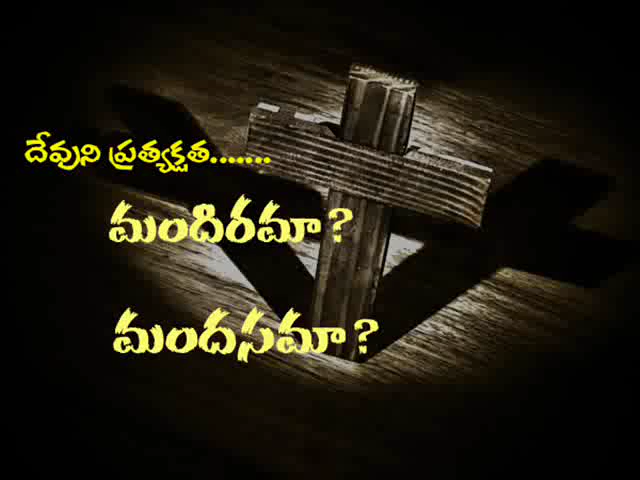 దేవుని ప్రత్యక్షత.......
మందిరమా ?
మందసమా ?